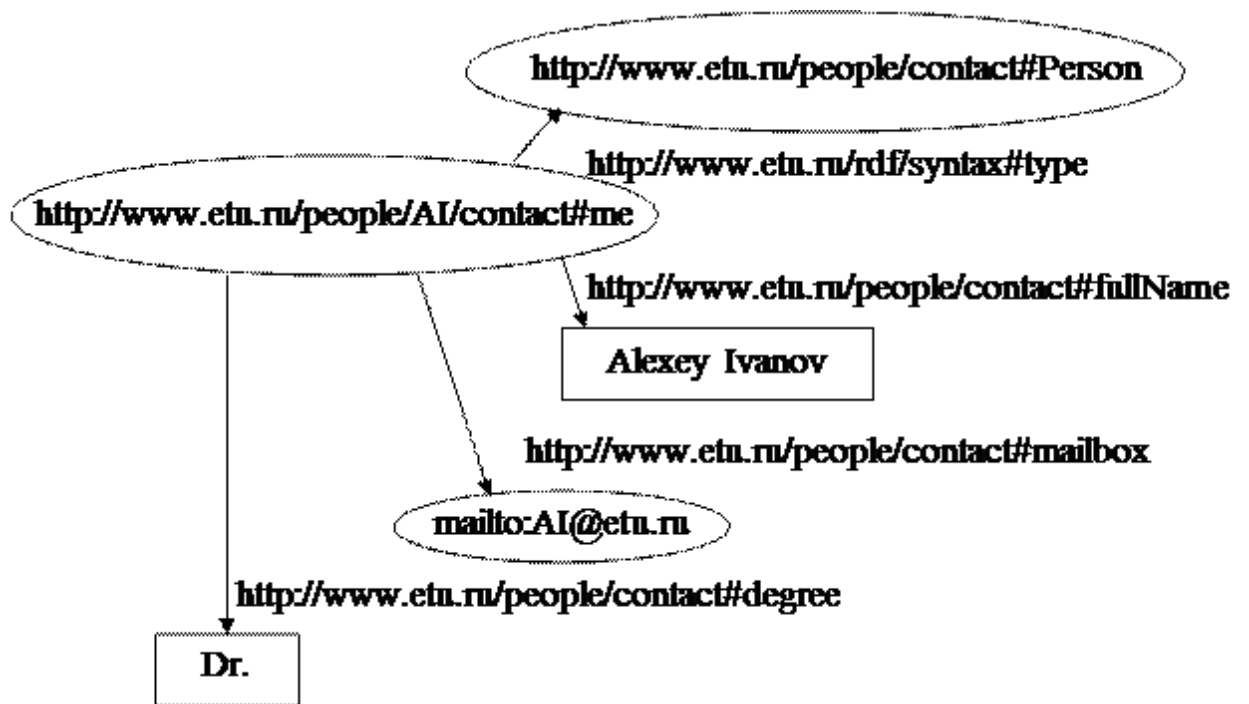 http://www.etu.ru/people/contact#Person
http://www.etu.ru/rdf/syntax#type
http://www.etu.ru/people/AI/contact#me
http://www.etu.ru/people/contact#fullName
Alexey Ivanov
http://www.etu.ru/people/contact#mailbox
mailto:AI@etu.ru
http://www.etu.ru/people/contact#degree
Dr.